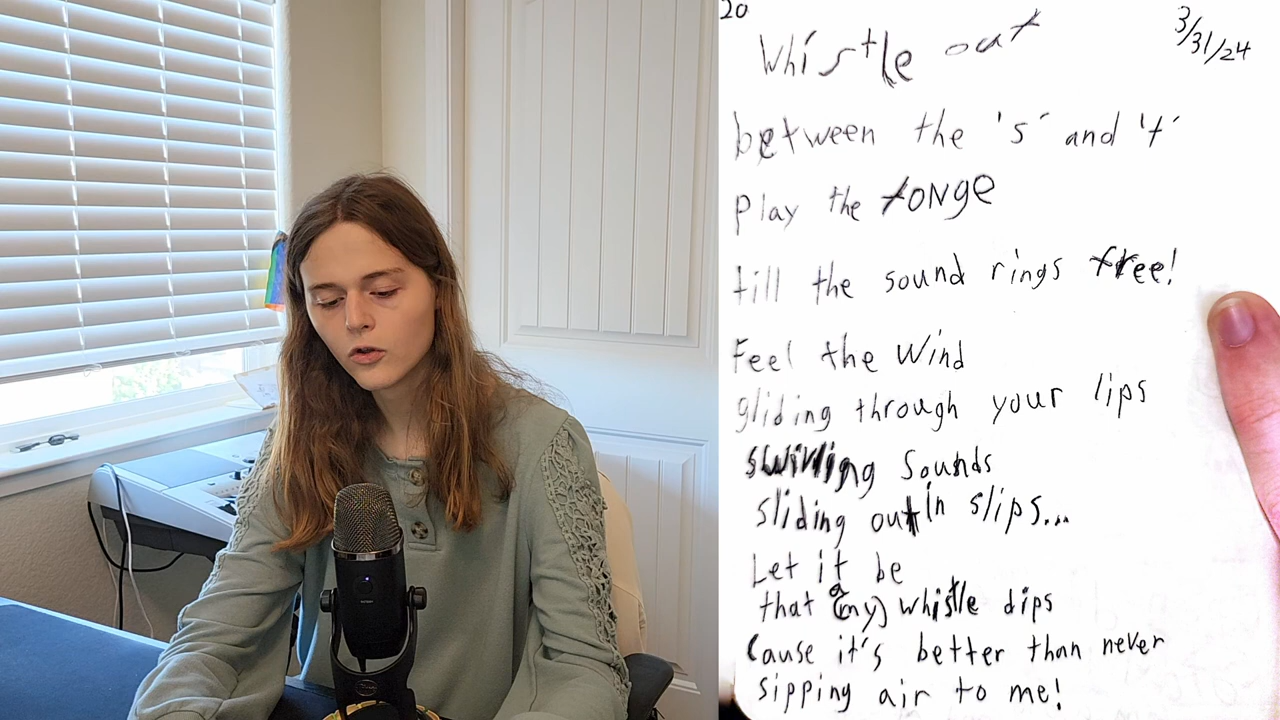 20
3/31/24
Whistle out
between the 's' and 't'
play the tonge
till the sound rings free!
Feel the Wind
gliding through your lips
swirling Sounds
sliding out in slips...
Let it be
that a (my) whistle dips
Cause it's better than never
sipping air to me!